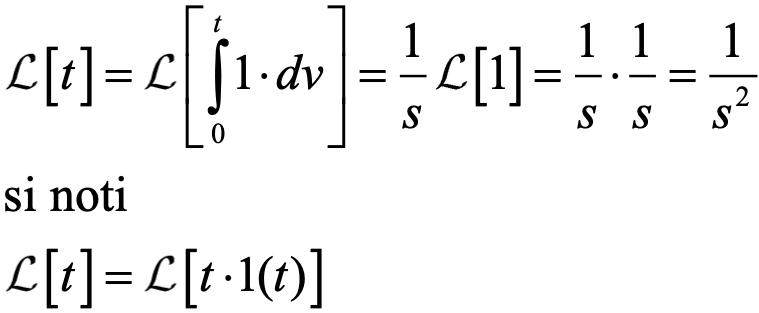 ℒ[t] = ℒ[∫₀ᵗ 1·dv] = 1/s ℒ[1] = 1/s · 1/s = 1/s²
si noti
ℒ[t] = ℒ[t·1(t)]